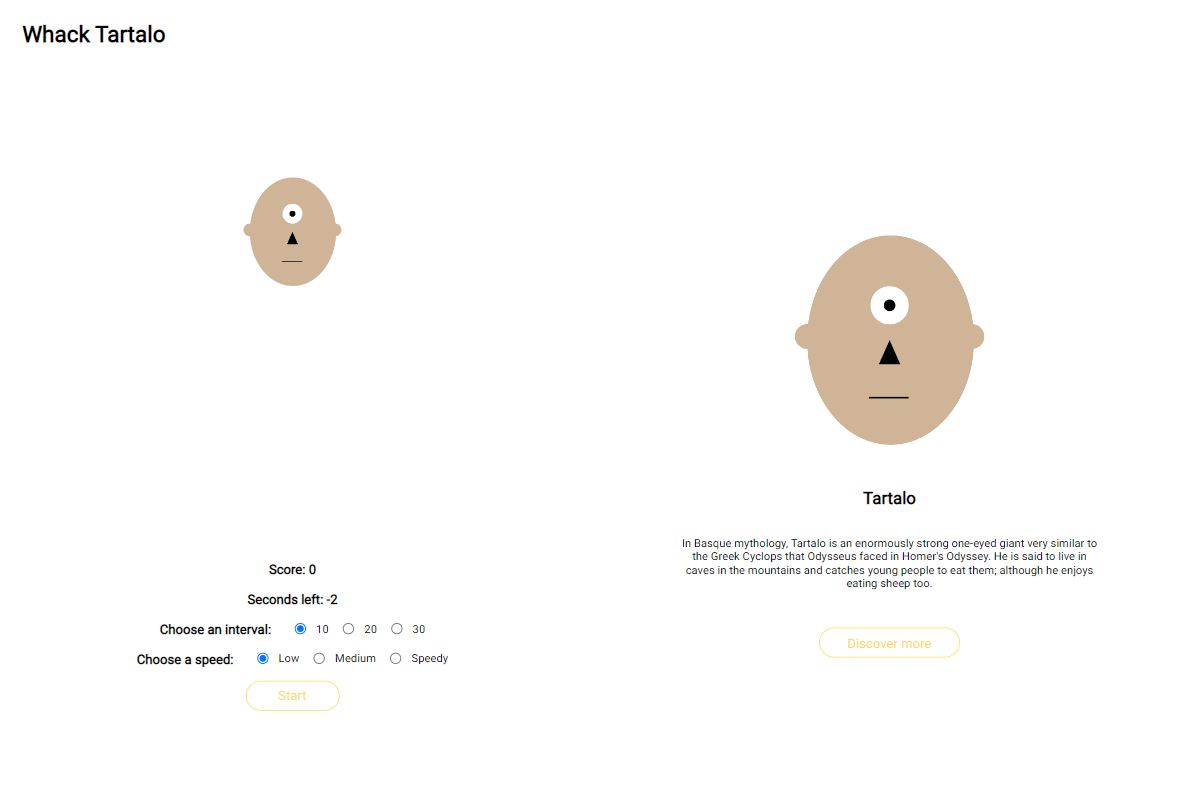 Whack Tartalo
Score: 0
Seconds left: -2
Choose an interval: 10 20 30
Choose a speed: Low Medium Speedy
Start
Tartalo
In Basque mythology, Tartalo is an enormously strong one-eyed giant very similar to
the Greek Cyclops that Odysseus faced in Homer's Odyssey. He is said to live in
caves in the mountains and catches young people to eat them; although he enjoys
eating sheep too.
Discover more